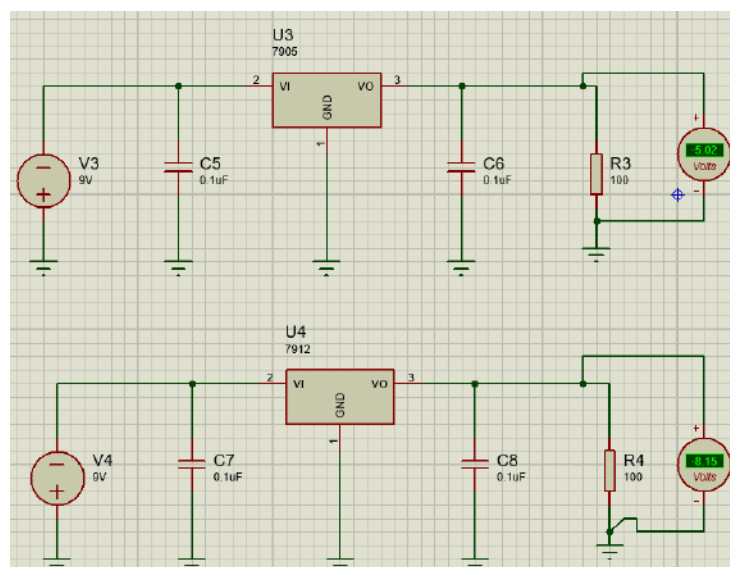 U3
7905
2
VI
VO
3
GND
1
V3
9V
C5
0.1uF
C6
0.1uF
R3
100
+
-5.02
Volts
-
U4
7912
2
VI
VO
3
GND
1
V4
9V
C7
0.1uF
C8
0.1uF
R4
100
+
-8.15
Volts
-